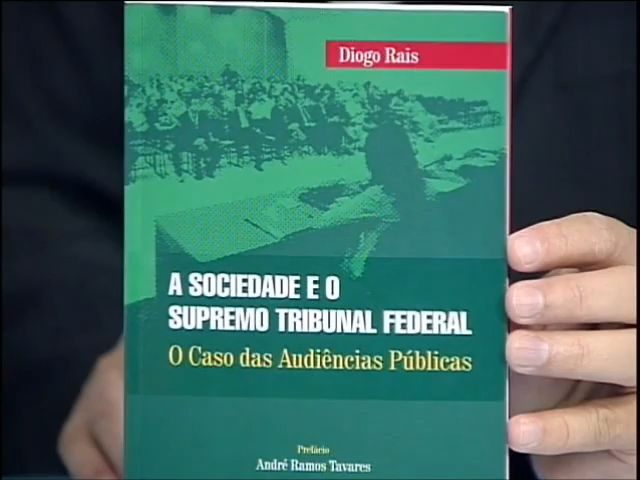 Diogo Rais
A SOCIEDADE E O
SUPREMO TRIBUNAL FEDERAL
O Caso das Audiências Públicas
Prefácio
André Ramos Tavares